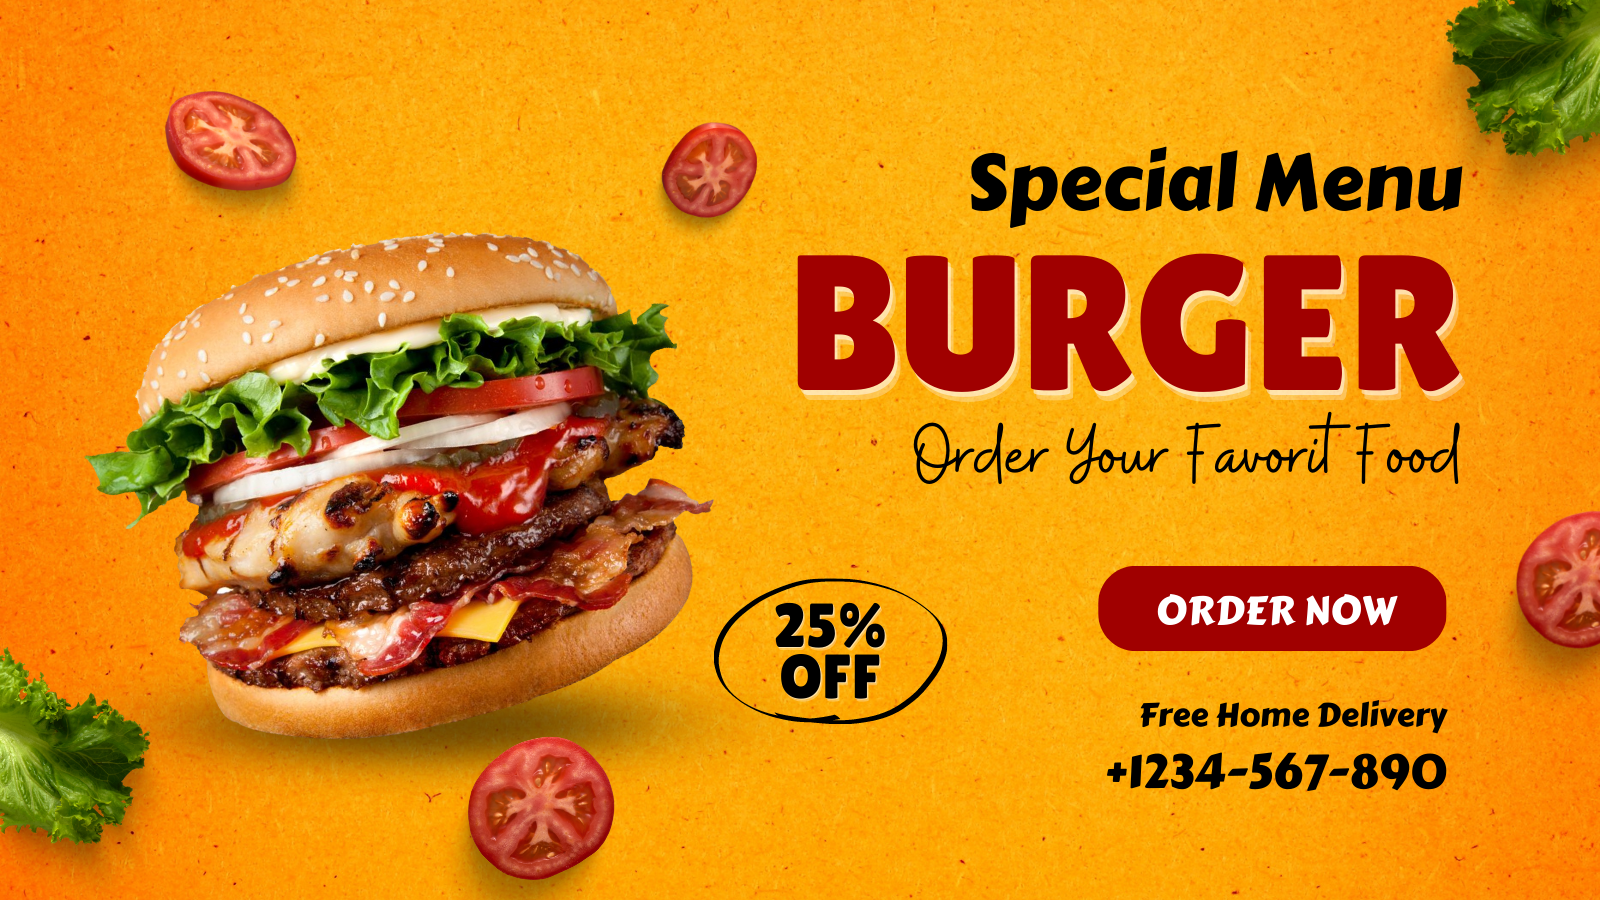 Special Menu
BURGER
Order Your Favorit Food
25%
OFF
ORDER NOW
Free Home Delivery
+1234-567-890